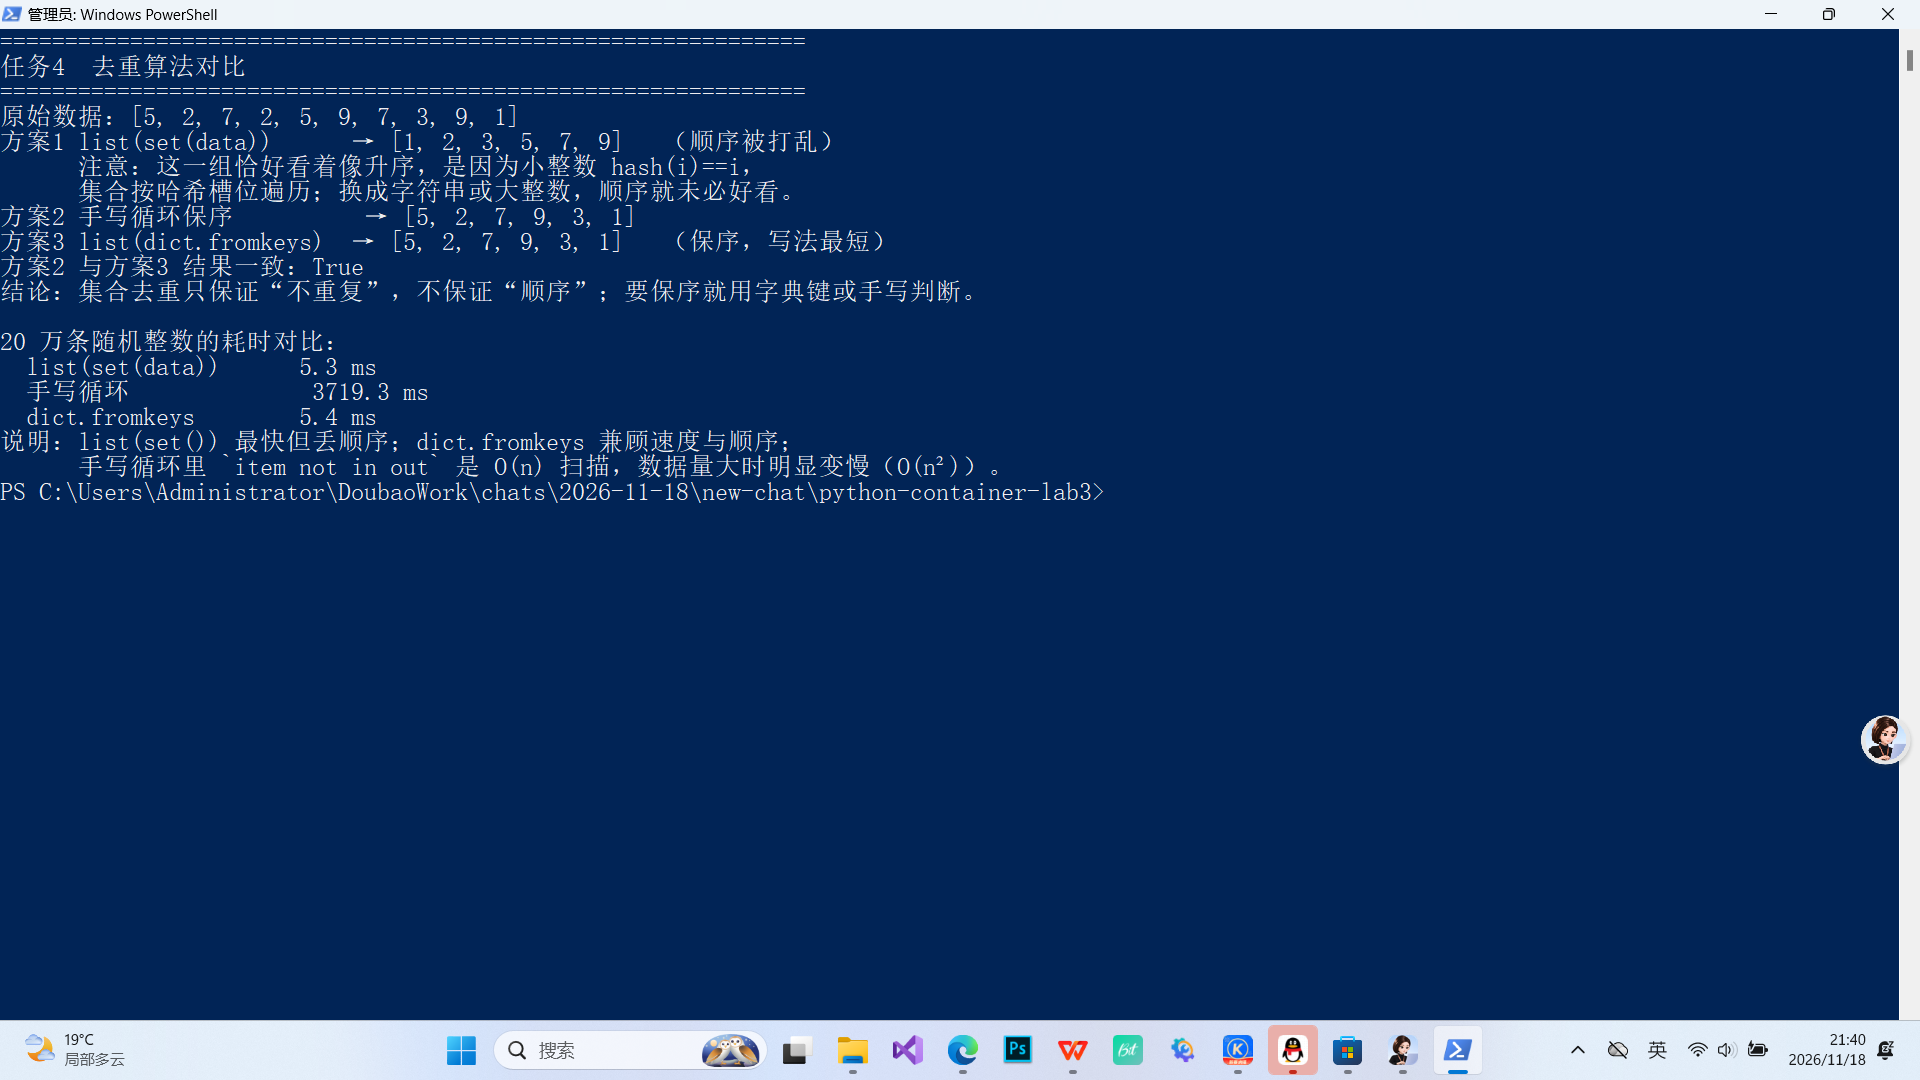 管理员: Windows PowerShell
==============================================================
任务4  去重算法对比
==============================================================
原始数据：[5, 2, 7, 2, 5, 9, 7, 3, 9, 1]
方案1 list(set(data))      → [1, 2, 3, 5, 7, 9]   （顺序被打乱）
      注意：这一组恰好看着像升序，是因为小整数 hash(i)==i，
      集合按哈希槽位遍历；换成字符串或大整数，顺序就未必好看。
方案2 手写循环保序          → [5, 2, 7, 9, 3, 1]
方案3 list(dict.fromkeys)  → [5, 2, 7, 9, 3, 1]   （保序，写法最短）
方案2 与方案3 结果一致：True
结论：集合去重只保证“不重复”，不保证“顺序”；要保序就用字典键或手写判断。
20 万条随机整数的耗时对比：
  list(set(data))      5.3 ms
  手写循环              3719.3 ms
  dict.fromkeys        5.4 ms
说明：list(set()) 最快但丢顺序；dict.fromkeys 兼顾速度与顺序；
      手写循环里 `item not in out` 是 O(n) 扫描，数据量大时明显变慢（O(n²)）。
PS C:\Users\Administrator\DoubaoWork\chats\2026-11-18\new-chat\python-container-lab3>
19°C
局部多云
搜索
Ps
Bit
K
英
21:40
2026/11/18